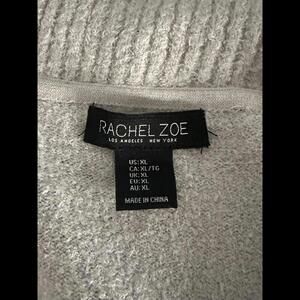 RACHEL ZOE
LOS ANGELES NEW YORK
US:XL
CA:XL/TG
UK:XL
EU:XL
AU:XL
MADE IN CHINA